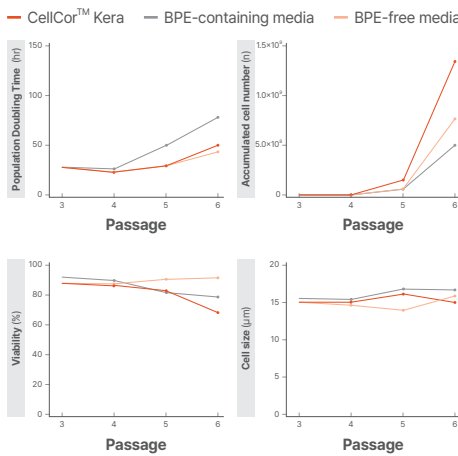 CellCor™ Kera BPE-containing media BPE-free media
Population Doubling Time (hr)
150
100
50
0
3 4 5 6
Passage
Accumulated cell number (n)
1.5×10⁹
1.0×10⁹
5.0×10⁸
0
3 4 5 6
Passage
Viability (%)
100
80
60
40
20
0
3 4 5 6
Passage
Cell size (μm)
20
15
10
5
0
3 4 5 6
Passage